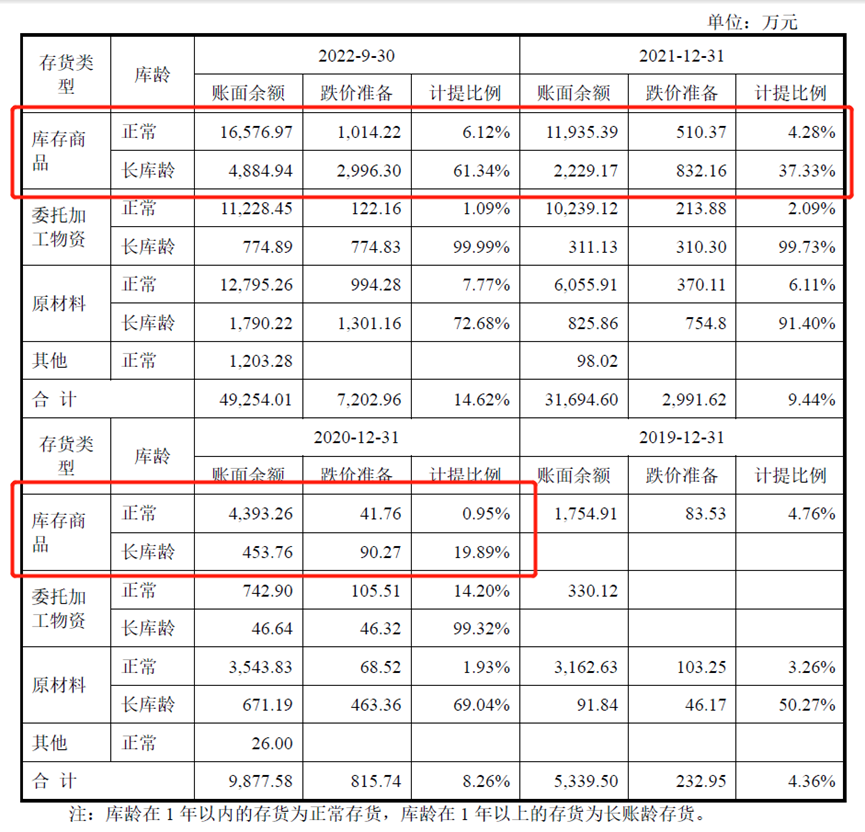 单位：万元
存货类型 库龄 2022-9-30 2021-12-31
账面余额 跌价准备 计提比例 账面余额 跌价准备 计提比例
库存商品 正常 16,576.97 1,014.22 6.12% 11,935.39 510.37 4.28%
长库龄 4,884.94 2,996.30 61.34% 2,229.17 832.16 37.33%
委托加工物资 正常 11,228.45 122.16 1.09% 10,239.12 213.88 2.09%
长库龄 774.89 774.83 99.99% 311.13 310.30 99.73%
原材料 正常 12,795.26 994.28 7.77% 6,055.91 370.11 6.11%
长库龄 1,790.22 1,301.16 72.68% 825.86 754.8 91.40%
其他 正常 1,203.28 98.02
合 计 49,254.01 7,202.96 14.62% 31,694.60 2,991.62 9.44%
存货类型 库龄 2020-12-31 2019-12-31
账面余额 跌价准备 计提比例 账面余额 跌价准备 计提比例
库存商品 正常 4,393.26 41.76 0.95% 1,754.91 83.53 4.76%
长库龄 453.76 90.27 19.89%
委托加工物资 正常 742.90 105.51 14.20% 330.12
长库龄 46.64 46.32 99.32%
原材料 正常 3,543.83 68.52 1.93% 3,162.63 103.25 3.26%
长库龄 671.19 463.36 69.04% 91.84 46.17 50.27%
其他 正常 26.00
合 计 9,877.58 815.74 8.26% 5,339.50 232.95 4.36%
注：库龄在 1 年以内的存货为正常存货，库龄在 1 年以上的存货为长账龄存货。